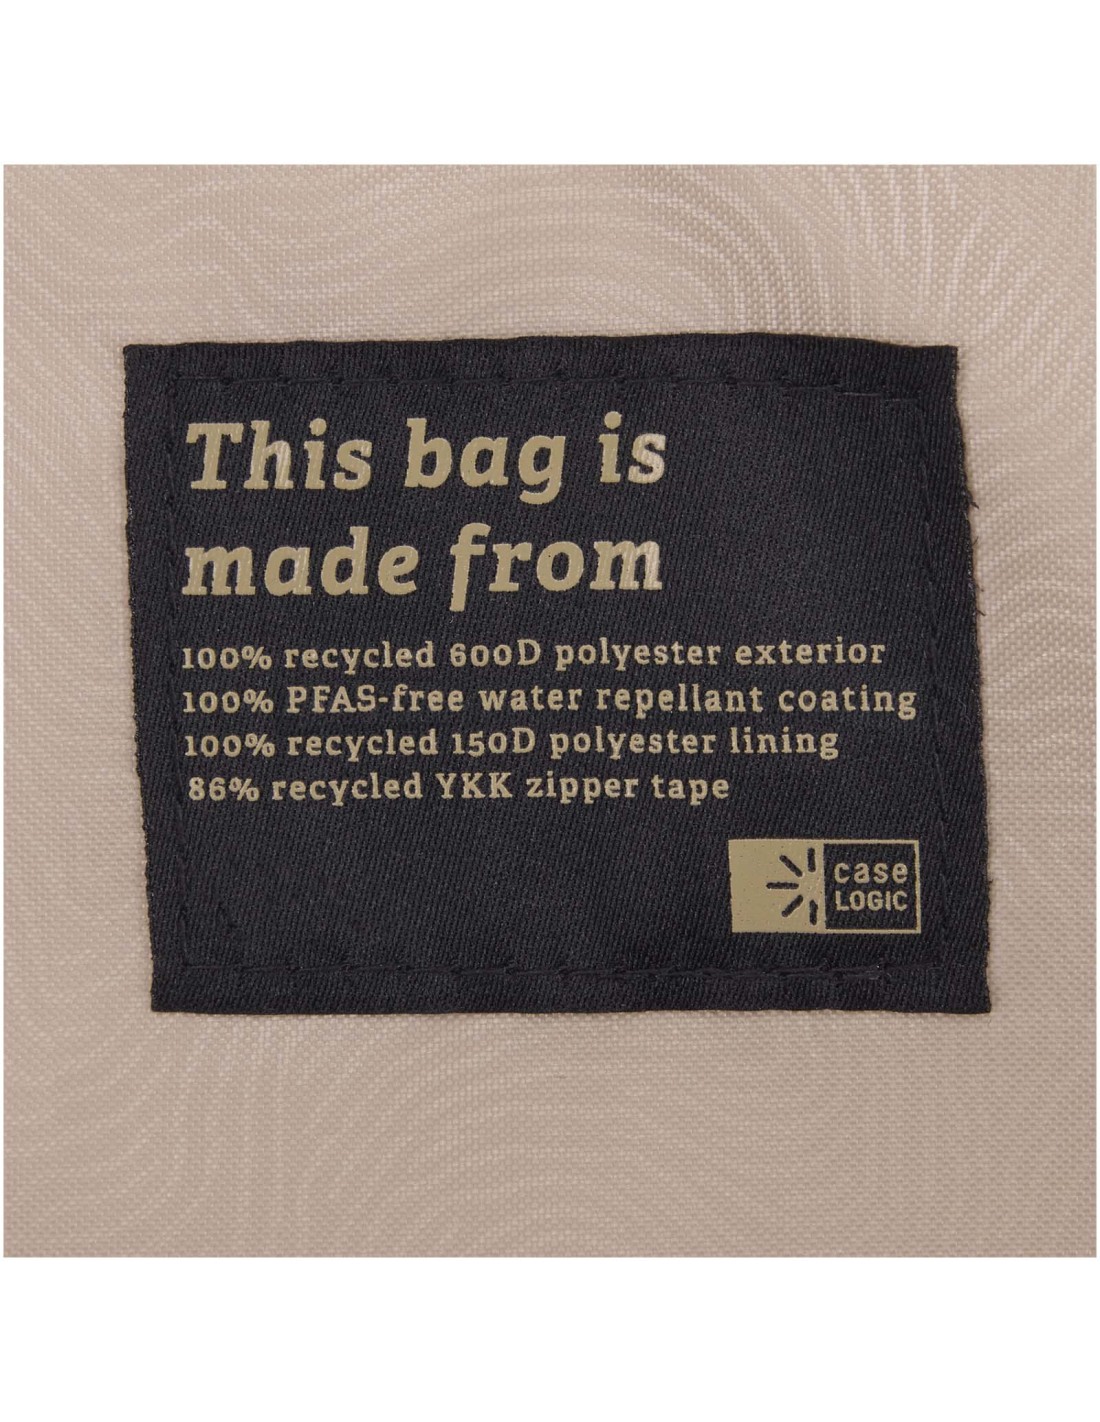 This bag is
made from
100% recycled 600D polyester exterior
100% PFAS-free water repellant coating
100% recycled 150D polyester lining
86% recycled YKK zipper tape
case
LOGIC